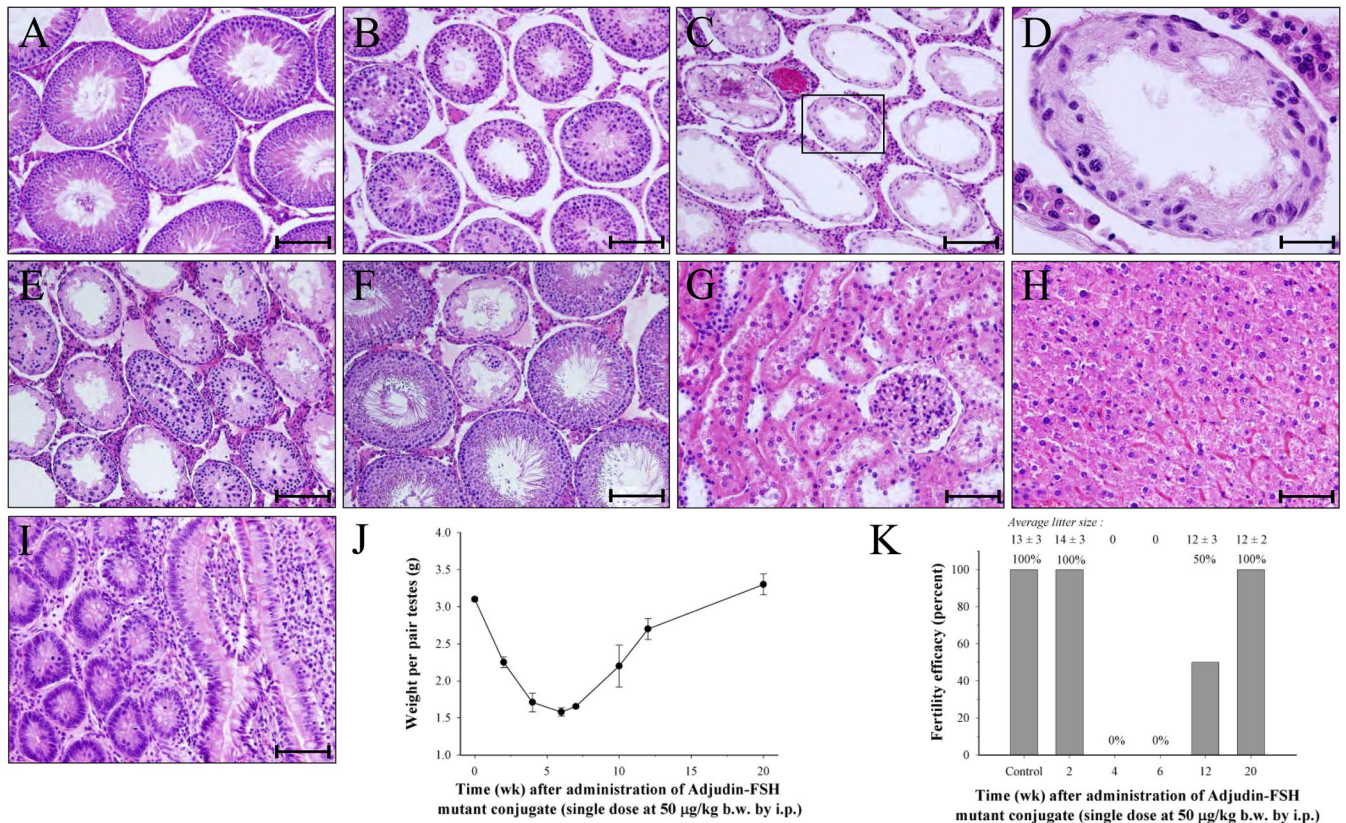 A
B
C
D
E
F
G
H
I
J
K
Weight per pair testes (g)
4.0
3.5
3.0
2.5
2.0
1.5
1.0
0 5 10 15 20
Time (wk) after administration of Adjudin-FSH
mutant conjugate (single dose at 50 µg/kg b.w. by i.p.)
Average litter size :
13 ± 3 14 ± 3 0 0 12 ± 3 12 ± 2
100% 100% 0% 0% 50% 100%
Fertility efficacy (percent)
100
80
60
40
20
0
Control 2 4 6 12 20
Time (wk) after administration of Adjudin-FSH
mutant conjugate (single dose at 50 µg/kg b.w. by i.p.)